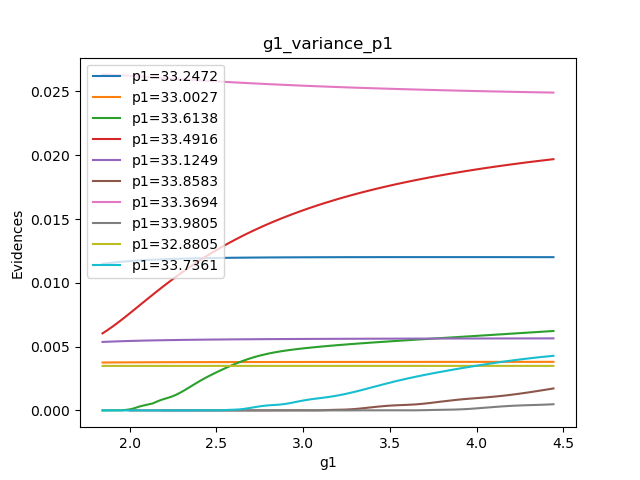 g1_variance_p1
p1=33.2472
p1=33.0027
p1=33.6138
p1=33.4916
p1=33.1249
p1=33.8583
p1=33.3694
p1=33.9805
p1=32.8805
p1=33.7361
0.025
0.020
0.015
0.010
0.005
0.000
Evidences
2.0 2.5 3.0 3.5 4.0 4.5
g1